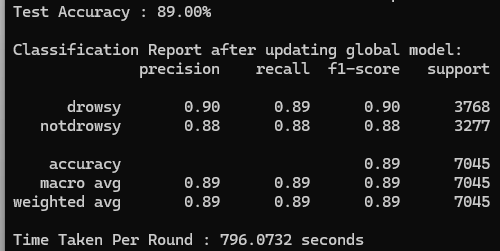 Test Accuracy : 89.00%
Classification Report after updating global model:
precision recall f1-score support
drowsy 0.90 0.89 0.90 3768
notdrowsy 0.88 0.88 0.88 3277
accuracy 0.89 7045
macro avg 0.89 0.89 0.89 7045
weighted avg 0.89 0.89 0.89 7045
Time Taken Per Round : 796.0732 seconds